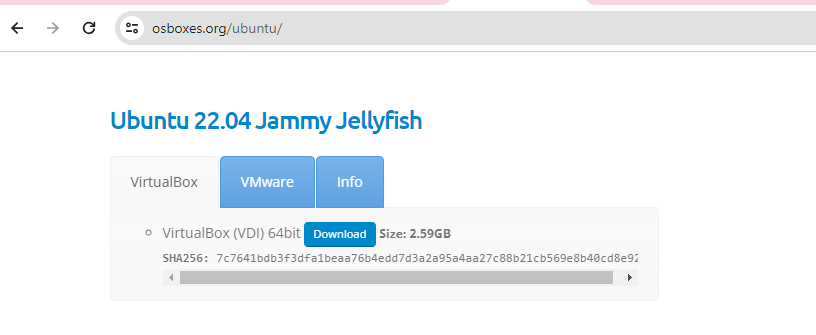 osboxes.org/ubuntu/
Ubuntu 22.04 Jammy Jellyfish
VirtualBox VMware Info
VirtualBox (VDI) 64bit Download Size: 2.59GB
SHA256: 7c7641bdb3f3dfa1beaa76b4edd7d3a2a95a4aa27c88b21cb569e8b40cd8e92